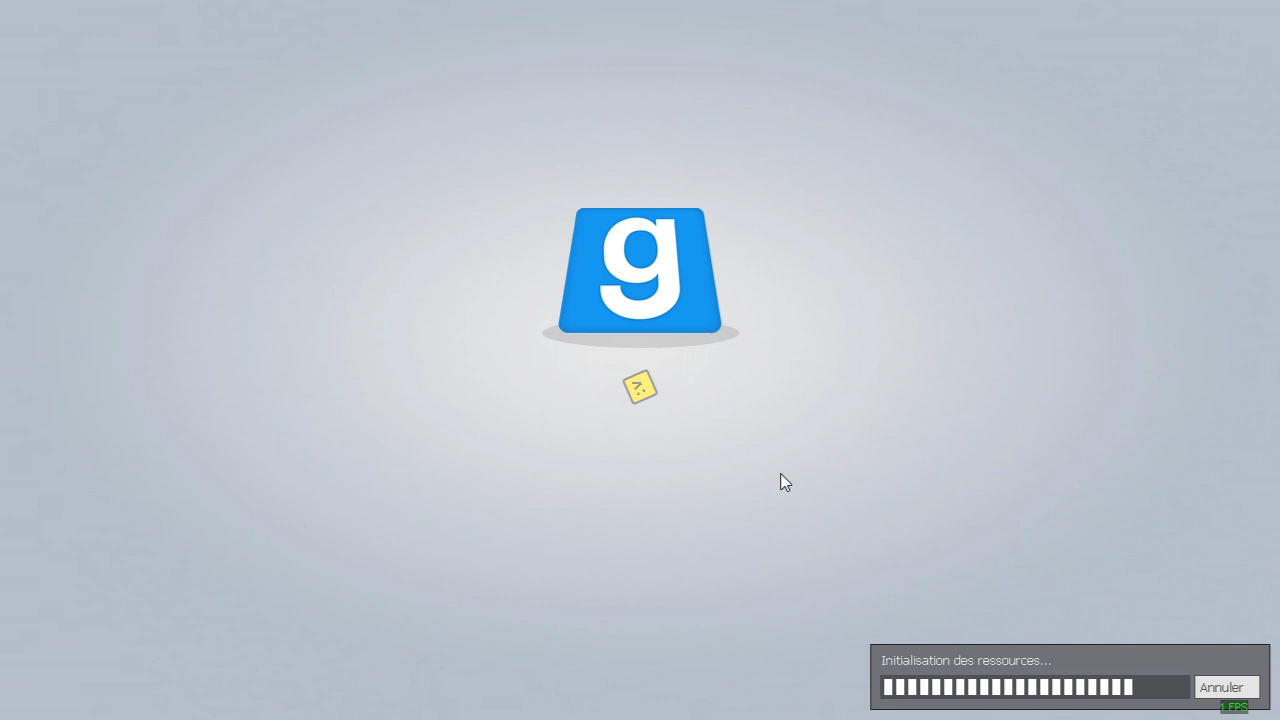 g
Initialisation des ressources...
Annuler
1 FPS